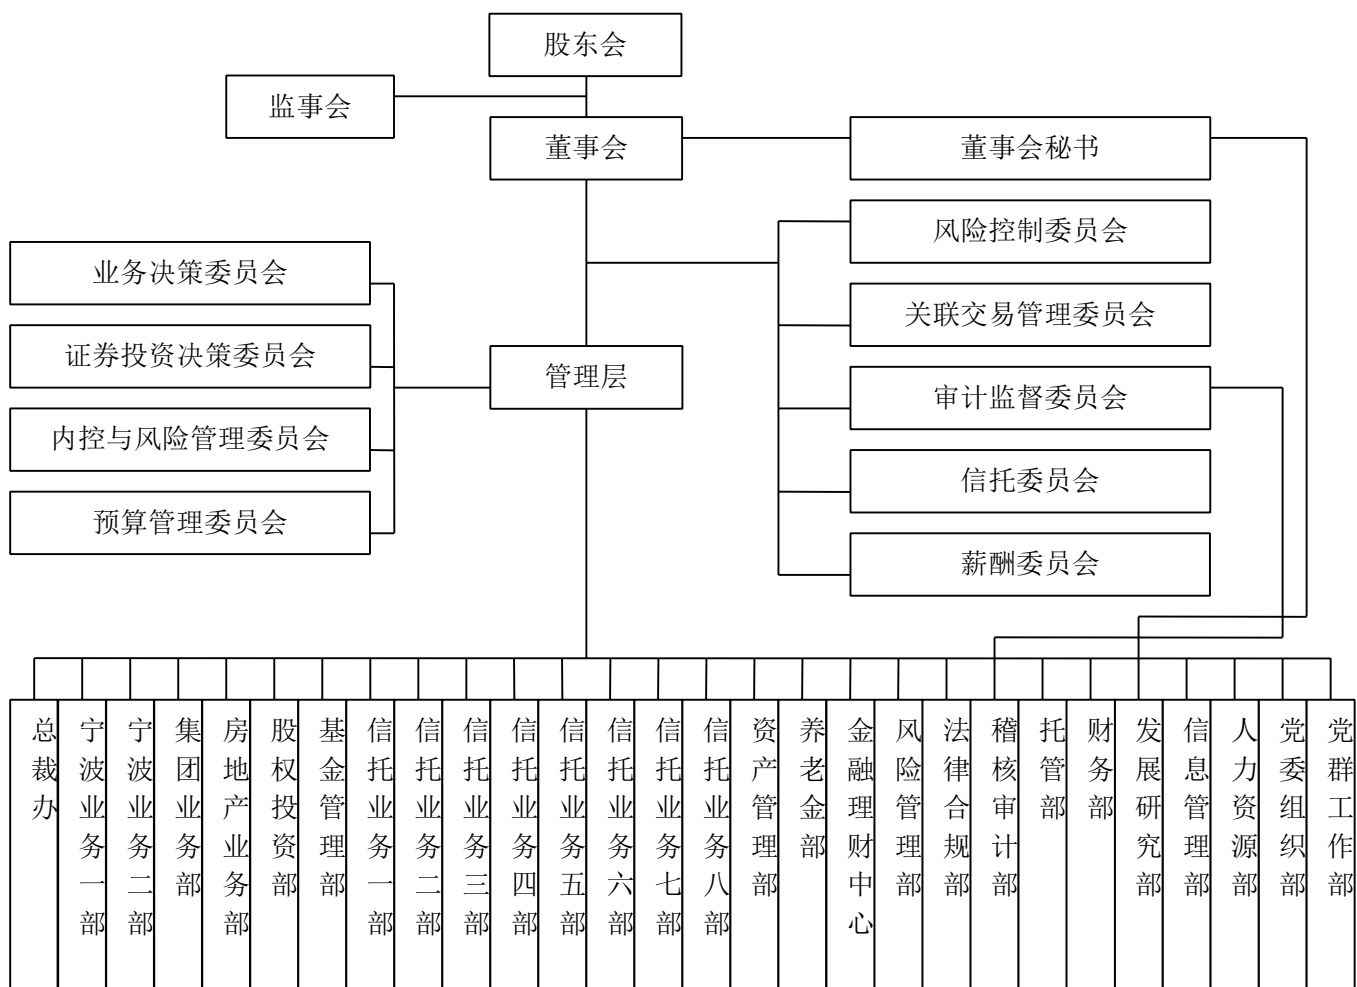 股东会
监事会
董事会
董事会秘书
风险控制委员会
业务决策委员会
关联交易管理委员会
证券投资决策委员会
管理层
审计监督委员会
内控与风险管理委员会
信托委员会
预算管理委员会
薪酬委员会
总裁办
宁波业务一部
宁波业务二部
集团业务部
房地产业务部
股权投资部
基金管理部
信托业务一部
信托业务二部
信托业务三部
信托业务四部
信托业务五部
信托业务六部
信托业务七部
信托业务八部
资产管理部
养老金部
金融理财中心
风险管理部
法律合规部
稽核审计部
托管部
财务部
发展研究部
信息管理部
人力资源部
党委组织部
党群工作部